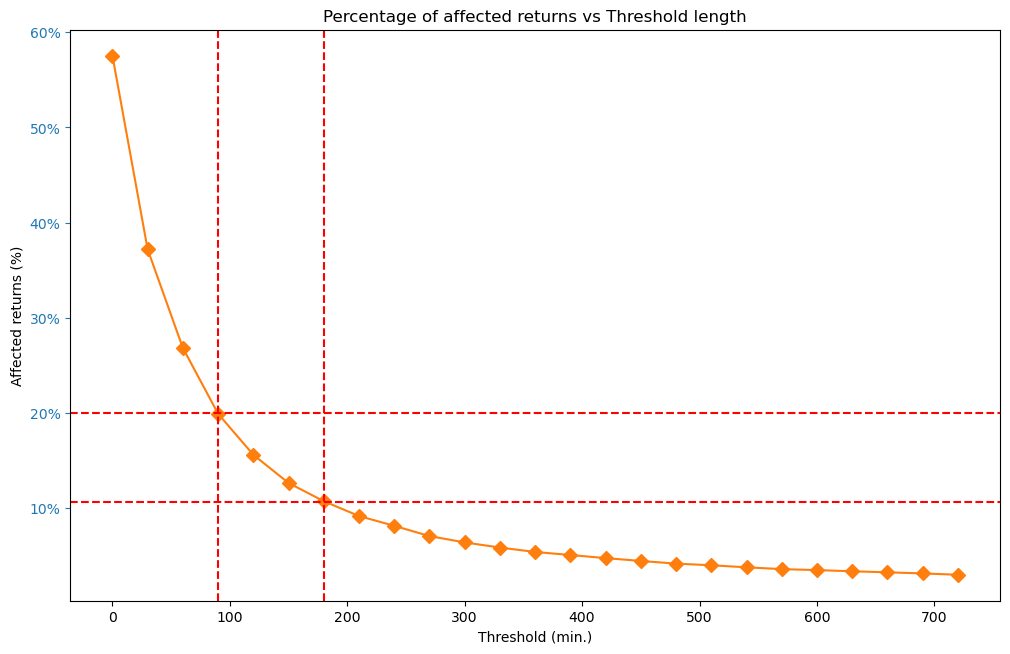 Percentage of affected returns vs Threshold length
60%
50%
40%
30%
20%
10%
Affected returns (%)
0 100 200 300 400 500 600 700
Threshold (min.)